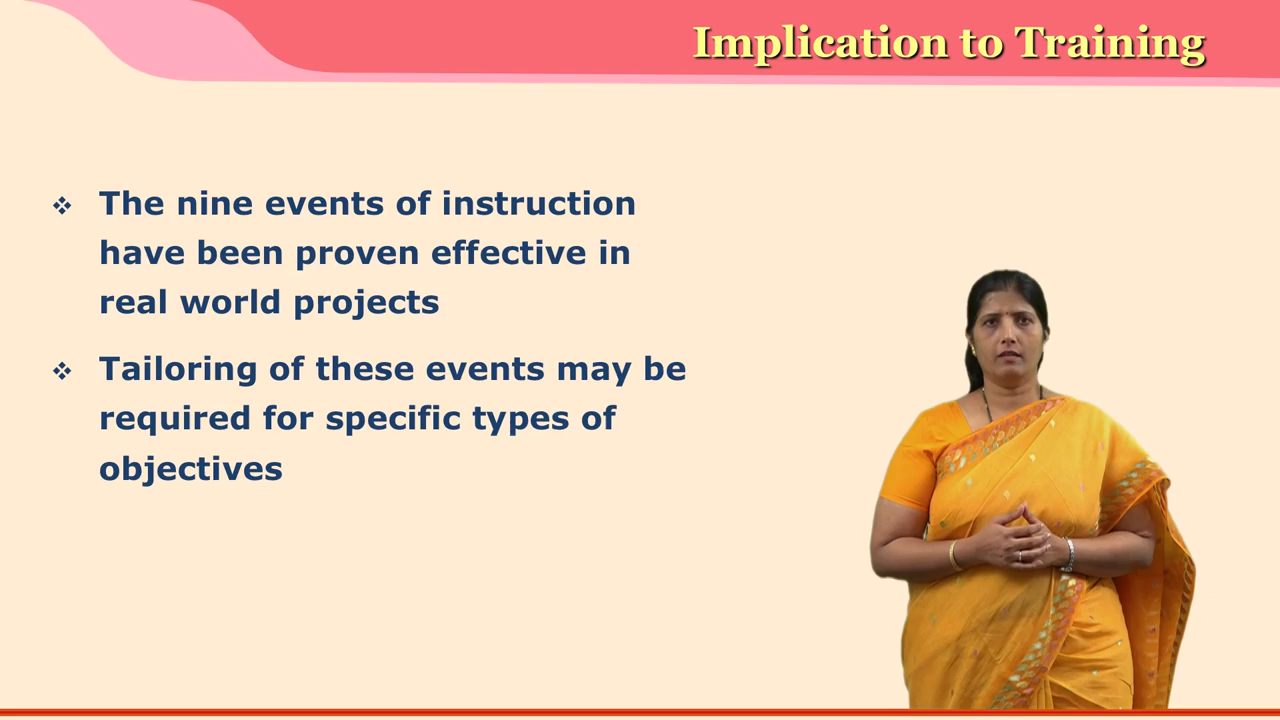 Implication to Training
❖ The nine events of instruction
have been proven effective in
real world projects
❖ Tailoring of these events may be
required for specific types of
objectives